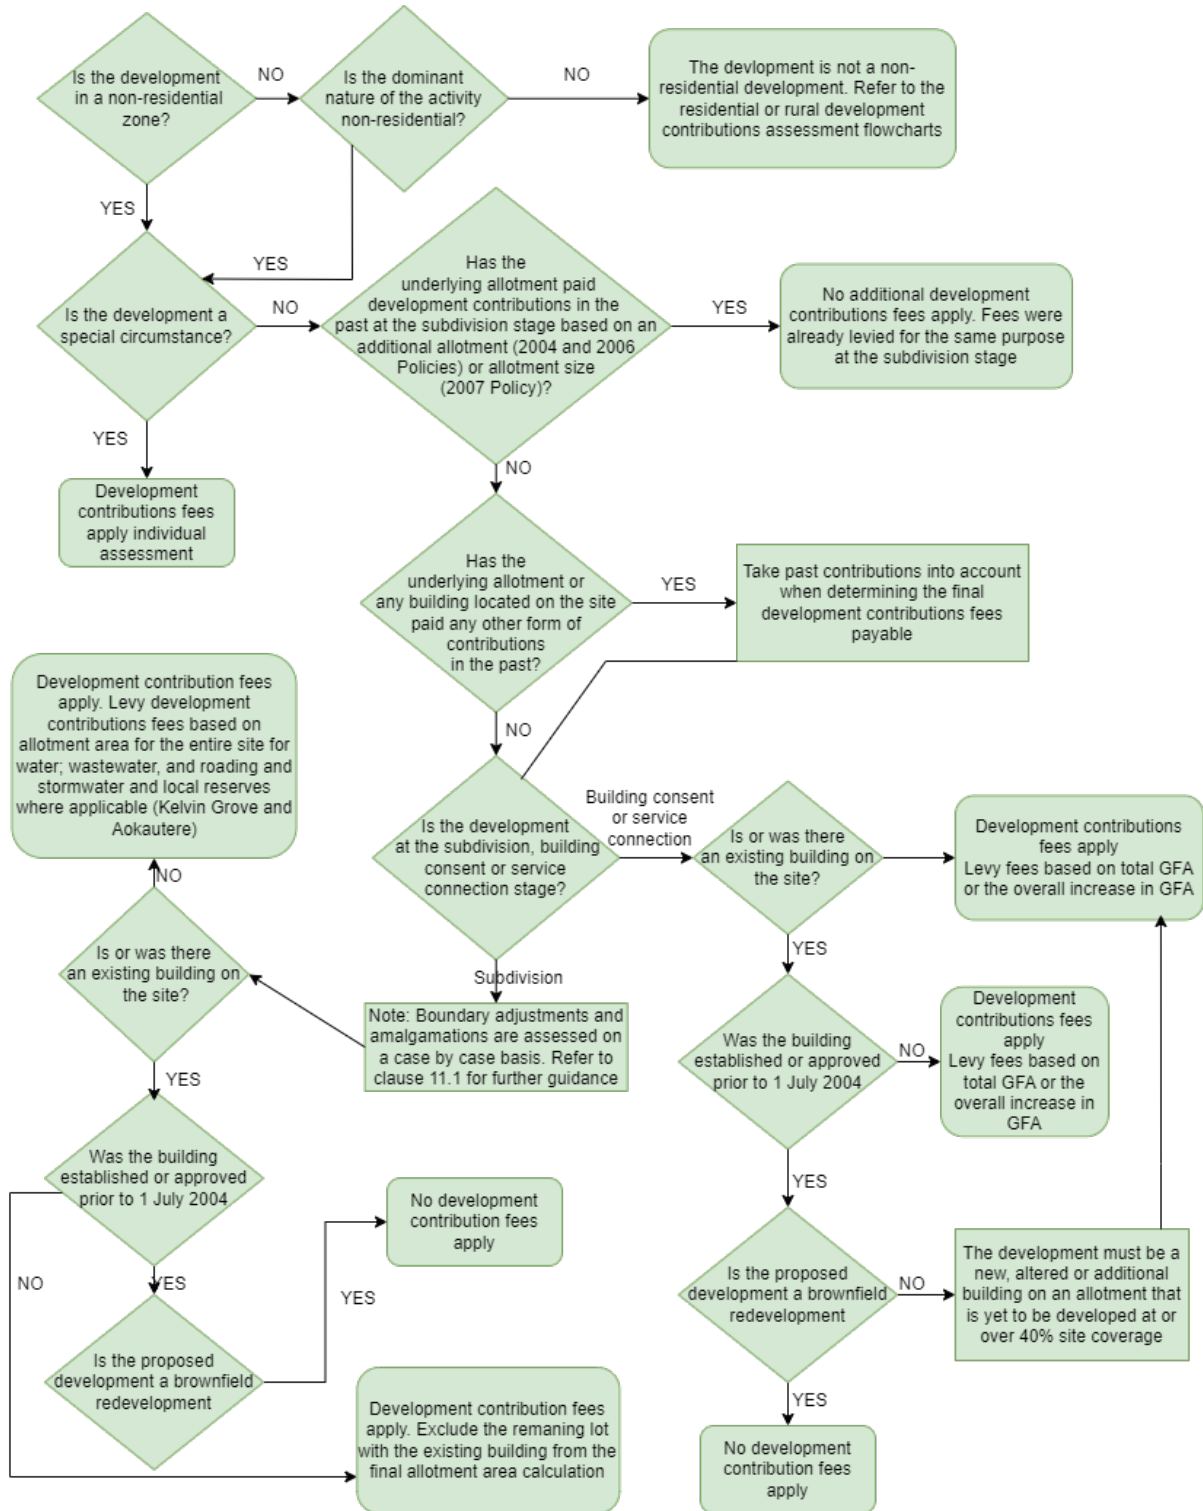 Is the development
in a non-residential
zone?
NO
Is the dominant
nature of the activity
non-residential?
NO
The devlopment is not a non-
residential development. Refer to the
residential or rural development
contributions assessment flowcharts
YES
YES
Is the development a
special circumstance?
NO
Has the
underlying allotment paid
development contributions in the
past at the subdivision stage based on an
additional allotment (2004 and 2006
Policies) or allotment size
(2007 Policy)?
YES
No additional development
contributions fees apply. Fees were
already levied for the same purpose
at the subdivision stage
YES
Development
contributions fees
apply individual
assessment
NO
Has the
underlying allotment or
any building located on the site
paid any other form of
contributions
in the past?
YES
Take past contributions into account
when determining the final
development contributions fees
payable
NO
Development contribution fees
apply. Levy development
contributions fees based on
allotment area for the entire site for
water; wastewater, and roading and
stormwater and local reserves
where applicable (Kelvin Grove and
Aokautere)
Is the development
at the subdivision, building
consent or service
connection stage?
Building consent
or service
connection
Is or was there
an existing building on
the site?
Development contributions
fees apply
Levy fees based on total GFA
or the overall increase in GFA
NO
Is or was there
an existing building on
the site?
Subdivision
Note: Boundary adjustments and
amalgamations are assessed on
a case by case basis. Refer to
clause 11.1 for further guidance
YES
Was the building
established or approved
prior to 1 July 2004
NO
Development
contributions fees
apply
Levy fees based on
total GFA or the
overall increase in
GFA
YES
Was the building
established or approved
prior to 1 July 2004
NO
YES
No development
contribution fees
apply
YES
Is the proposed
development a brownfield
redevelopment
YES
Is the proposed
development a brownfield
redevelopment
NO
The development must be a
new, altered or additional
building on an allotment that
is yet to be developed at or
over 40% site coverage
Development contribution fees
apply. Exclude the remaning lot
with the existing building from the
final allotment area calculation
YES
No development
contribution fees
apply